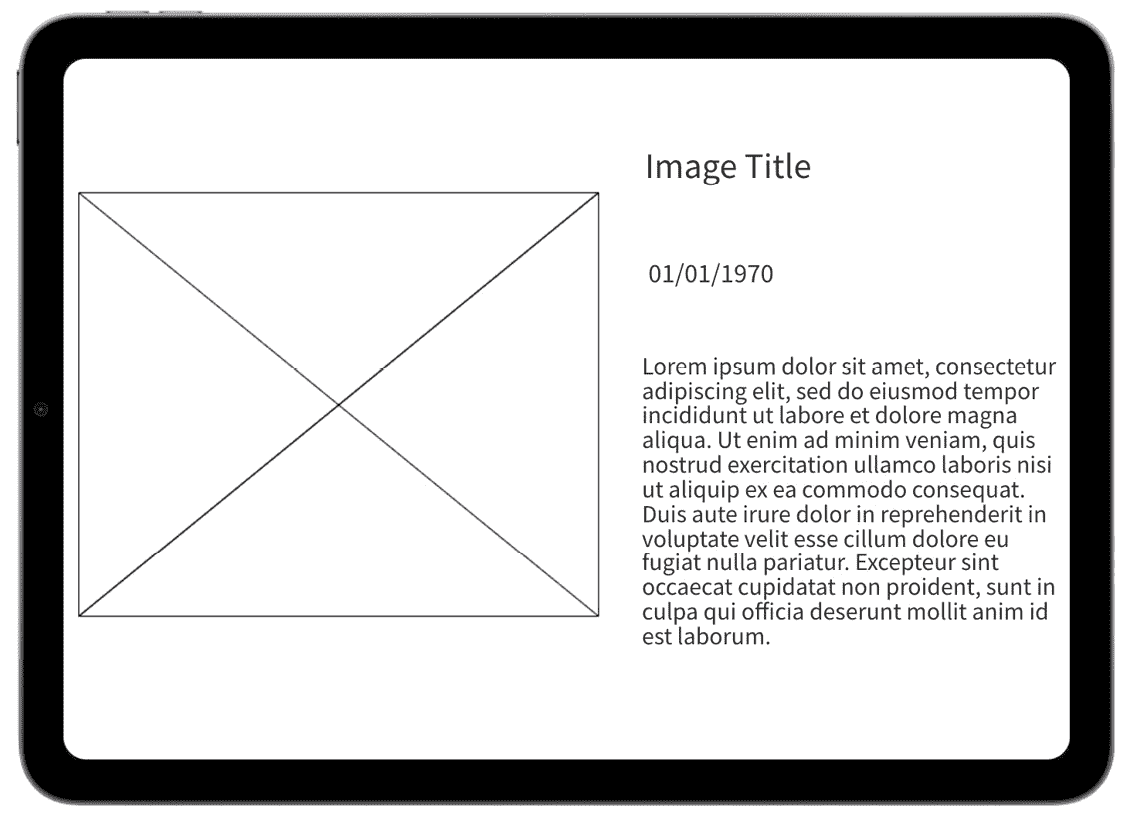 Image Title
01/01/1970
Lorem ipsum dolor sit amet, consectetur
adipiscing elit, sed do eiusmod tempor
incididunt ut labore et dolore magna
aliqua. Ut enim ad minim veniam, quis
nostrud exercitation ullamco laboris nisi
ut aliquip ex ea commodo consequat.
Duis aute irure dolor in reprehenderit in
voluptate velit esse cillum dolore eu
fugiat nulla pariatur. Excepteur sint
occaecat cupidatat non proident, sunt in
culpa qui officia deserunt mollit anim id
est laborum.